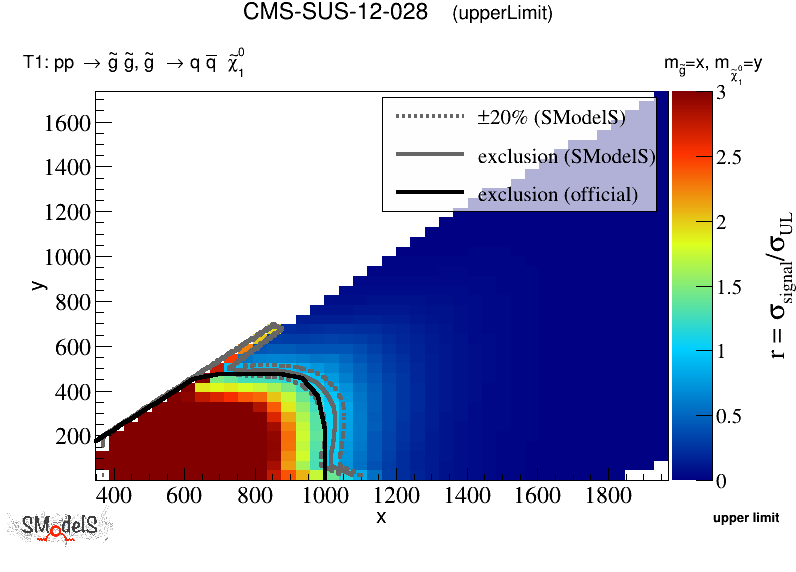 CMS-SUS-12-028 (upperLimit)
T1: pp → g̃ g̃, g̃ → q q̅ χ̃₁⁰
m_g̃=x, m_χ̃₁⁰=y
±20% (SModelS)
exclusion (SModelS)
exclusion (official)
1600
1400
1200
1000
800
600
400
200
y
400 600 800 1000 1200 1400 1600 1800
x
3
2.5
2
1.5
1
0.5
0
r = σ_signal/σ_UL
upper limit
SModelS